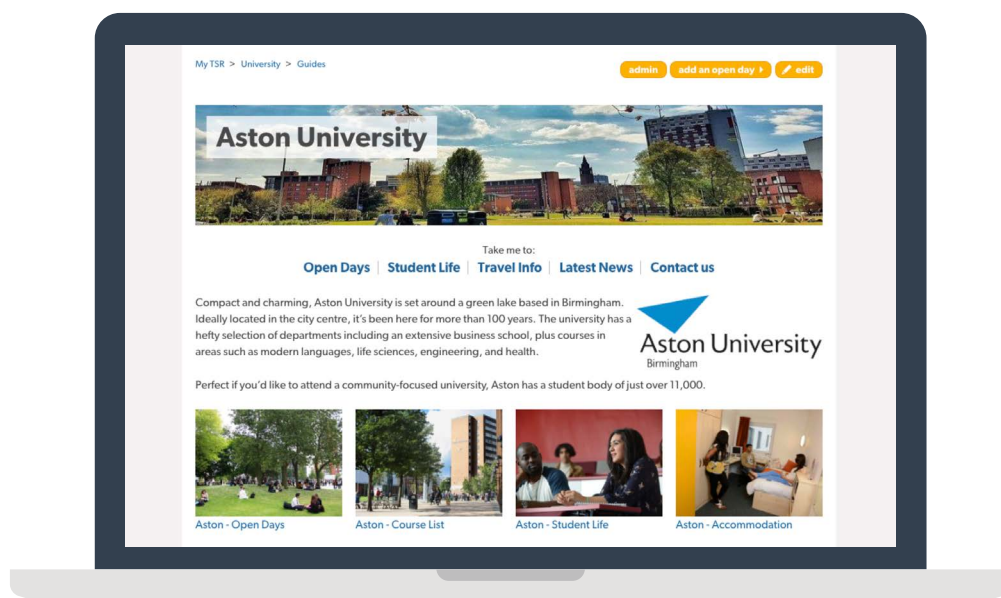 My TSR > University > Guides
admin
add an open day
edit
Aston University
Take me to:
Open Days | Student Life | Travel Info | Latest News | Contact us
Compact and charming, Aston University is set around a green lake based in Birmingham.
Ideally located in the city centre, it's been here for more than 100 years. The university has a
hefty selection of departments including an extensive business school, plus courses in
areas such as modern languages, life sciences, engineering, and health.
Aston University
Birmingham
Perfect if you'd like to attend a community-focused university, Aston has a student body of just over 11,000.
Aston - Open Days
Aston - Course List
Aston - Student Life
Aston - Accommodation